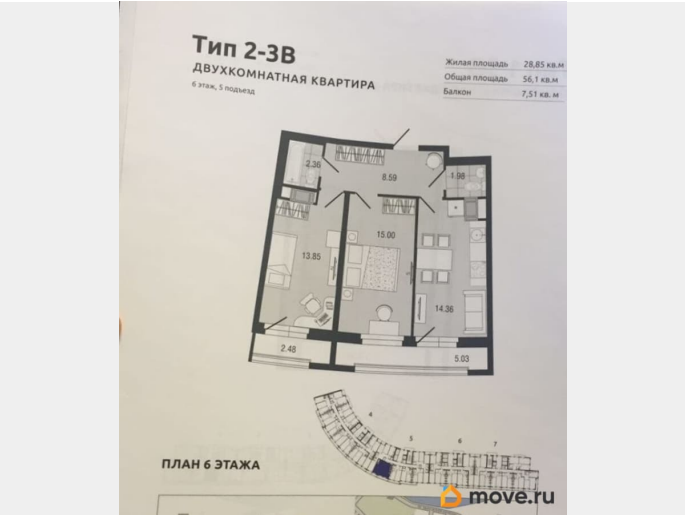 Тип 2-3В
ДВУХКОМНАТНАЯ КВАРТИРА
6 этаж, 5 подъезд
Жилая площадь 28,85 кв.м
Общая площадь 56,1 кв. м
Балкон 7,51 кв. м
2.36
8.59
1.98
15.00
13.85
14.36
2.48
5.03
4
5
6
7
ПЛАН 6 ЭТАЖА
move.ru